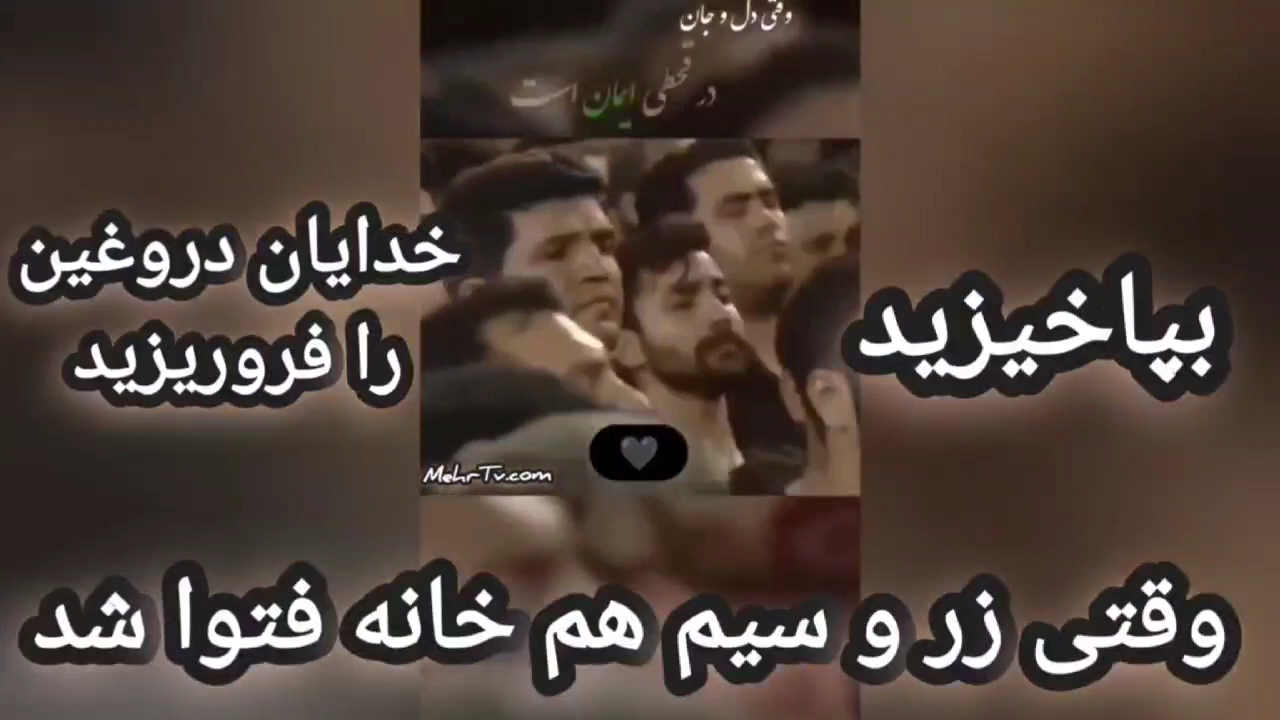 وقتی دل و جان
در قحطی ایمان است
بپاخیزید
خدایان دروغین
را فروریزید
MehrTv.com
وقتی زر و سیم هم خانه فتوا شد